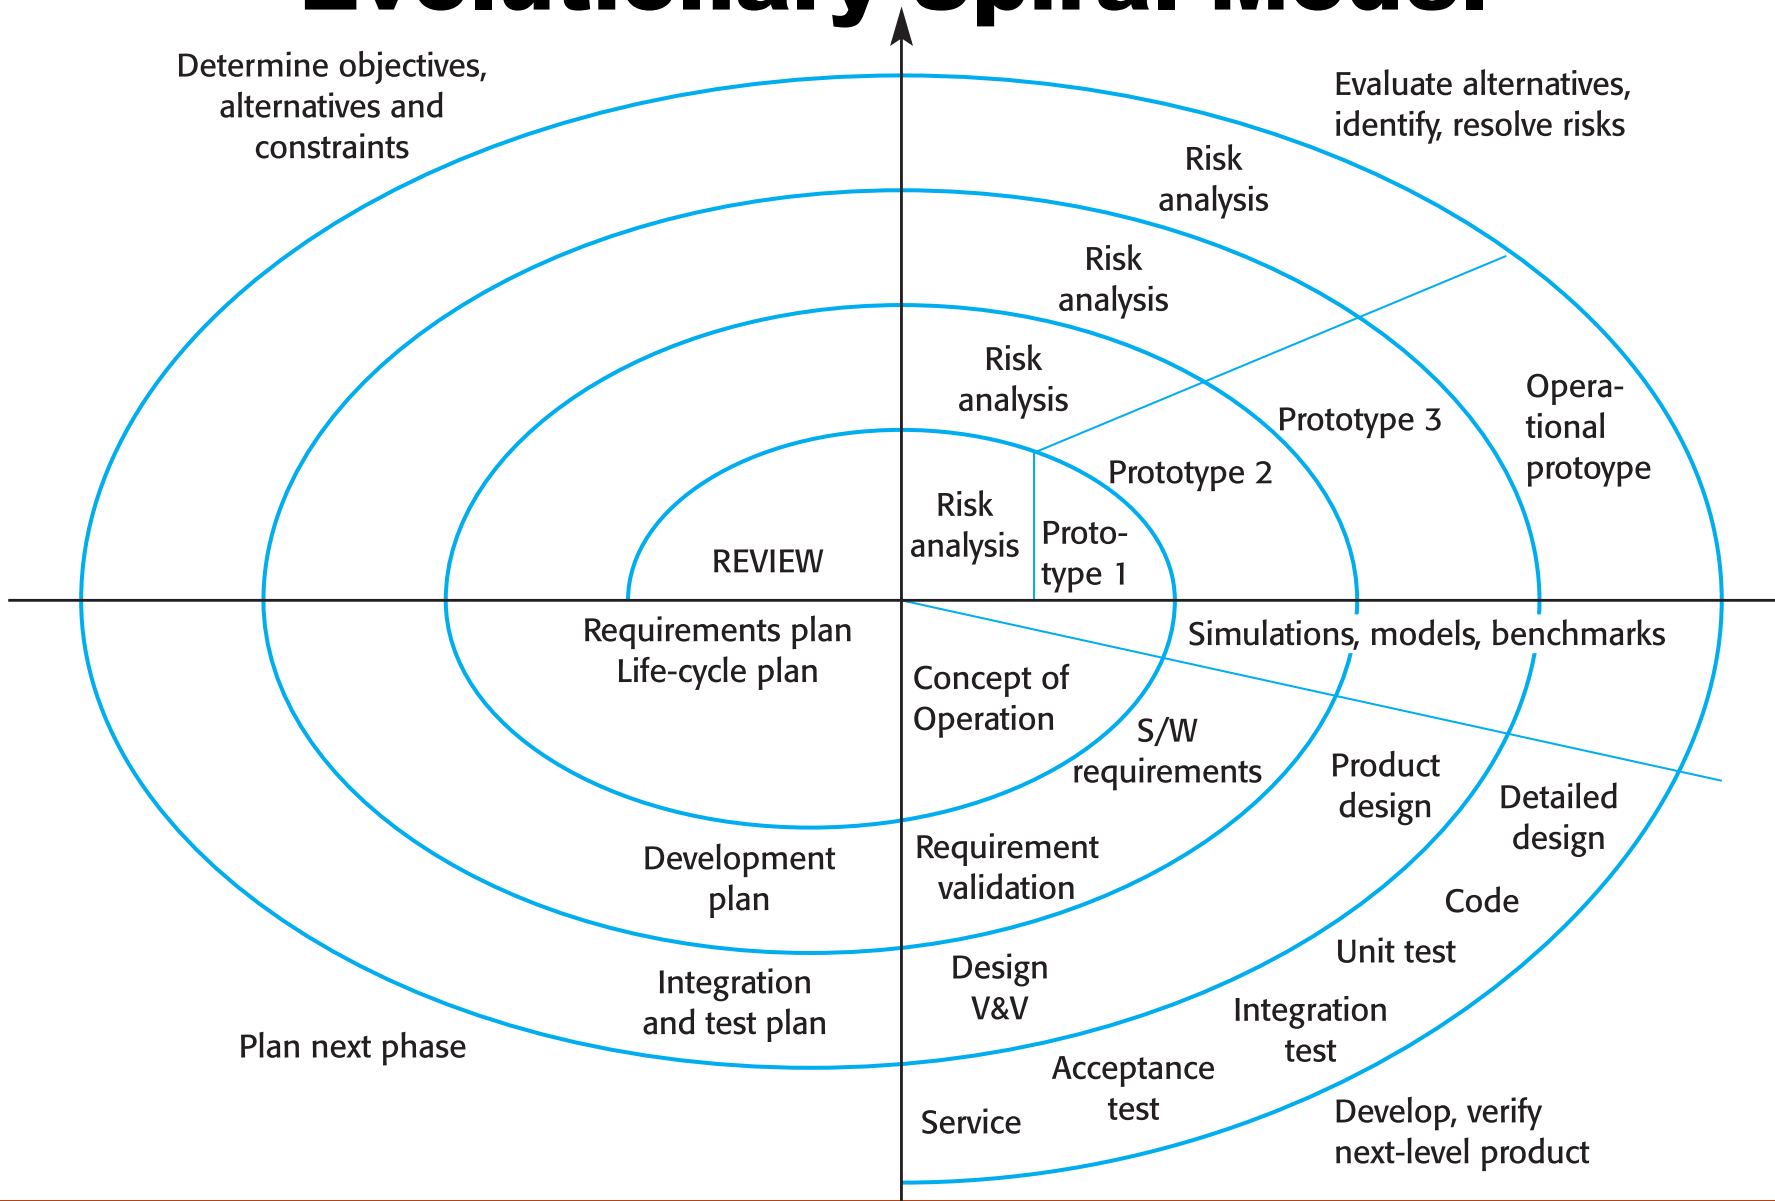 Evolutionary Spiral Model
Determine objectives,
alternatives and
constraints
Evaluate alternatives,
identify, resolve risks
Risk
analysis
Risk
analysis
Risk
analysis
Risk
analysis
Opera-
tional
protoype
Prototype 3
Prototype 2
Proto-
type 1
REVIEW
Requirements plan
Life-cycle plan
Simulations, models, benchmarks
Concept of
Operation
S/W
requirements
Product
design
Detailed
design
Development
plan
Requirement
validation
Code
Unit test
Integration
and test plan
Design
V&V
Integration
test
Plan next phase
Acceptance
test
Service
Develop, verify
next-level product